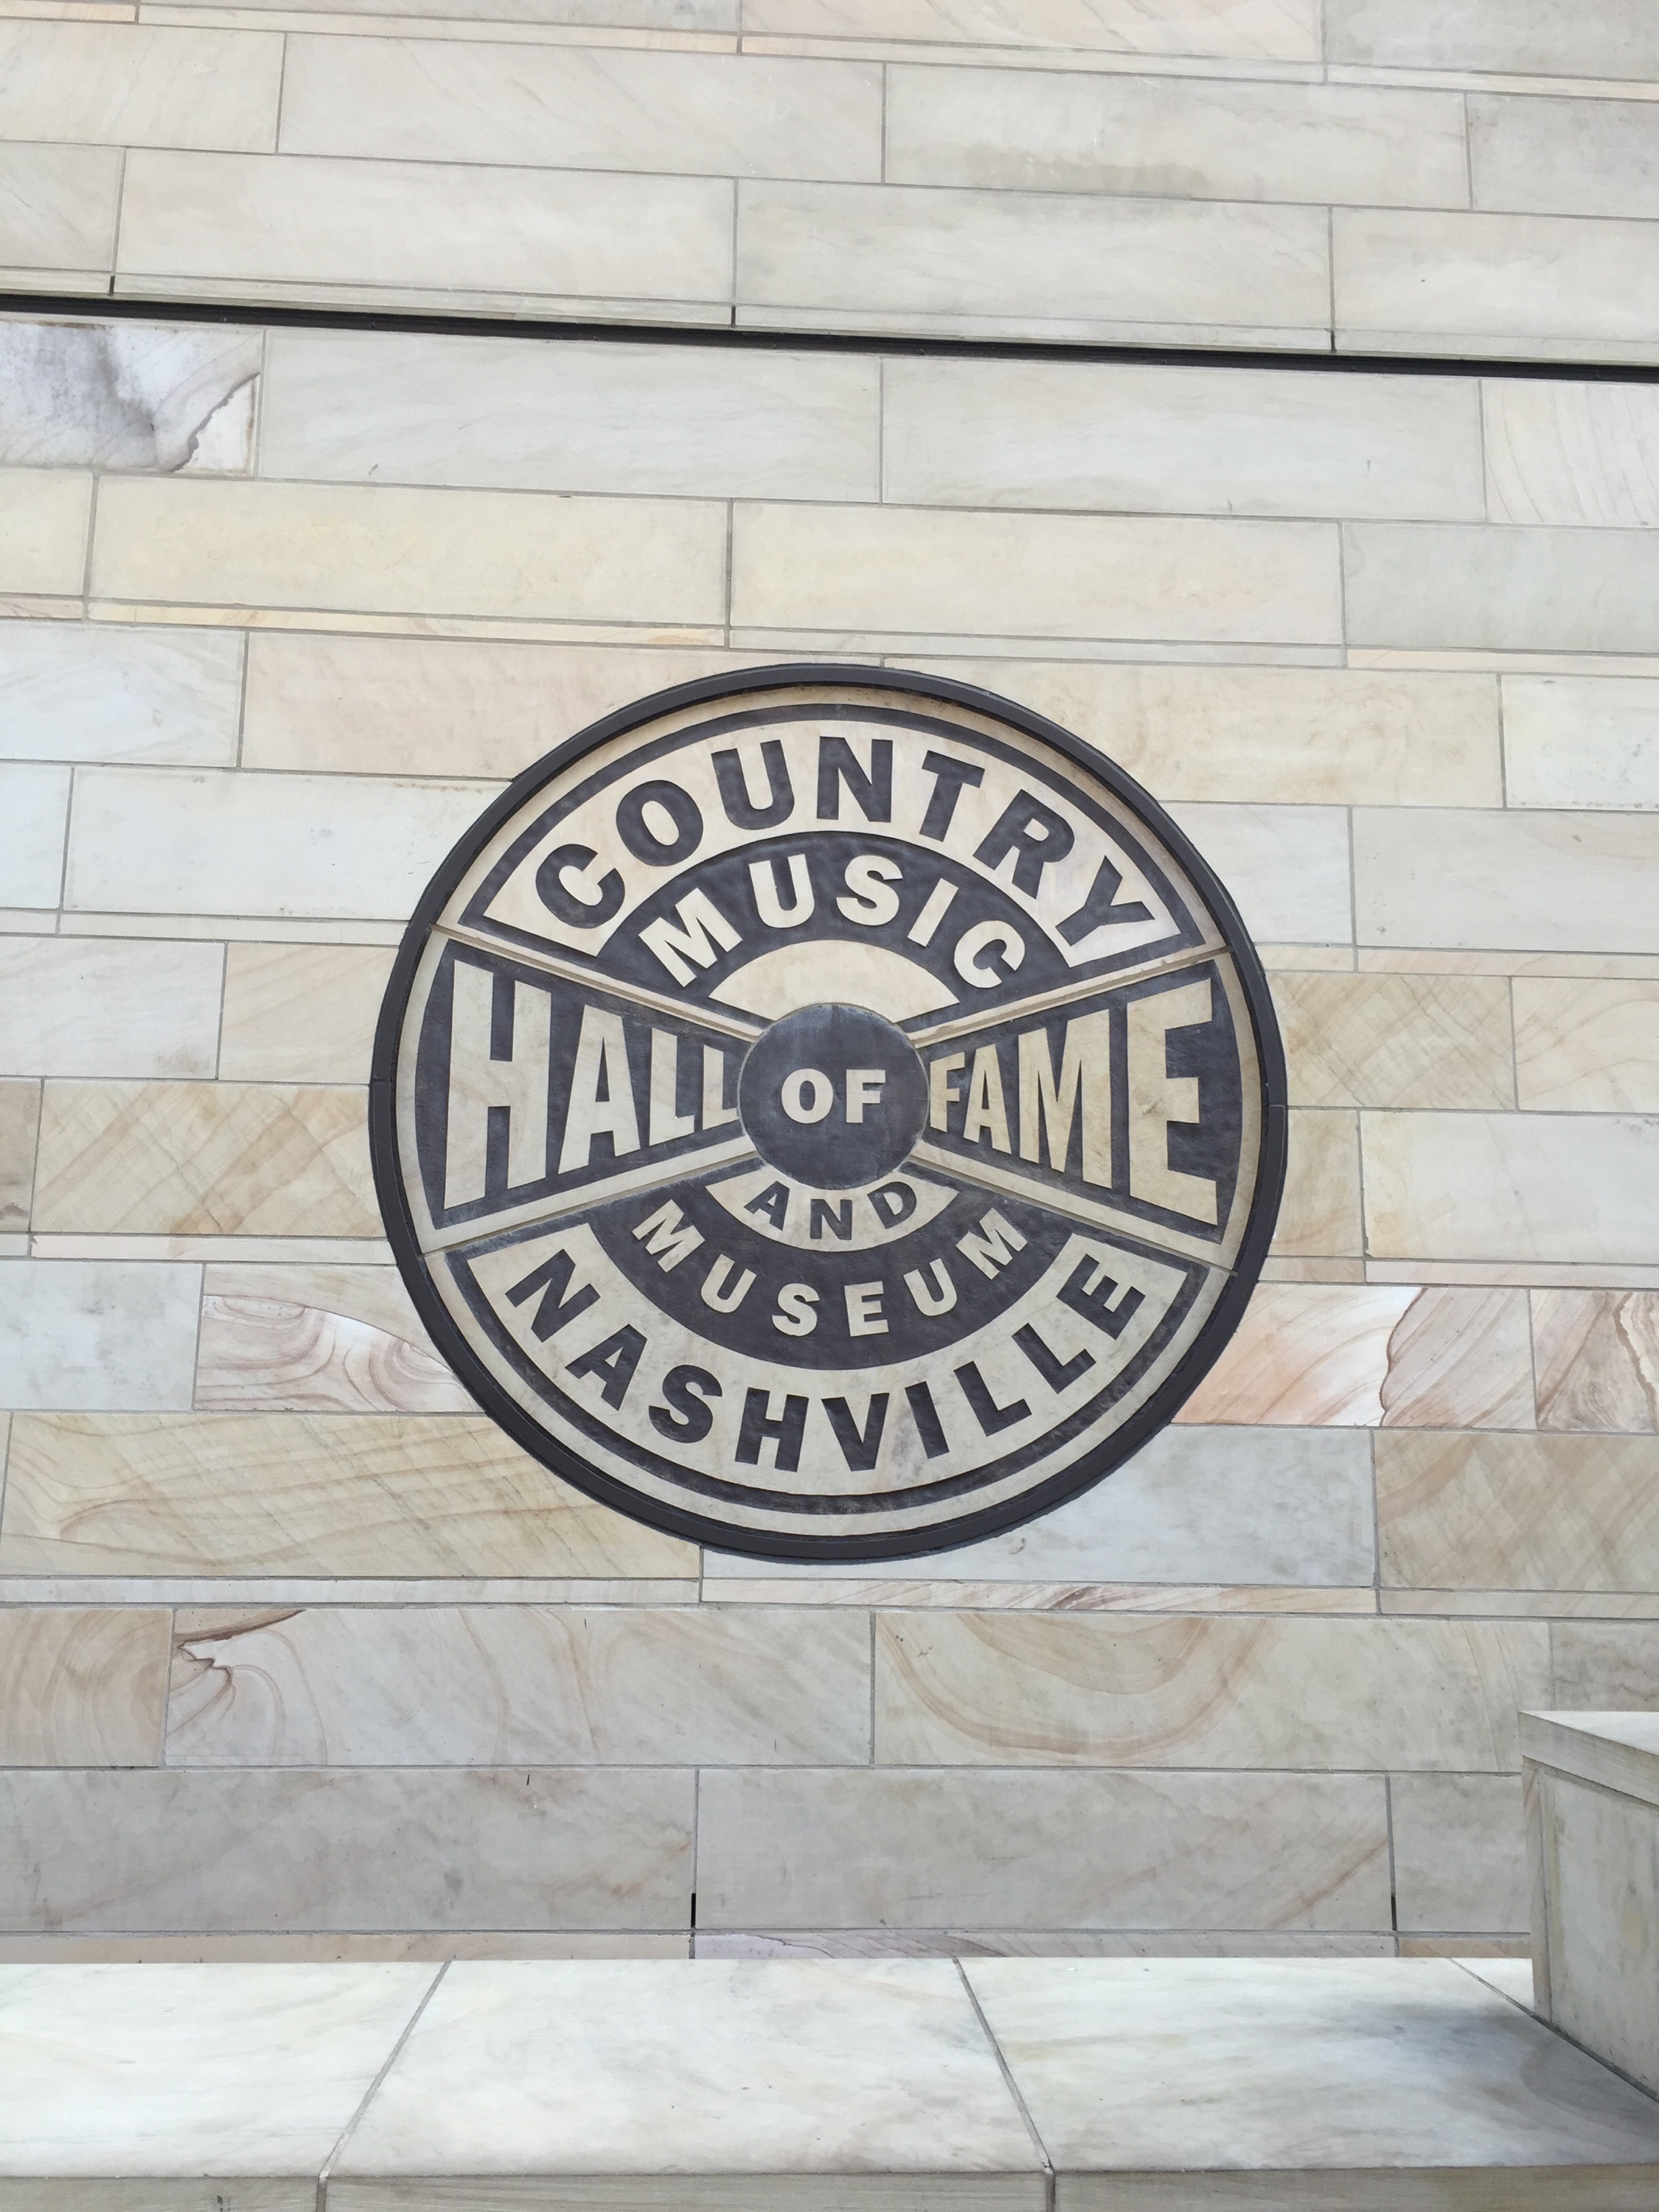 COUNTRY
MUSIC
HALL OF FAME
AND
MUSEUM
NASHVILLE